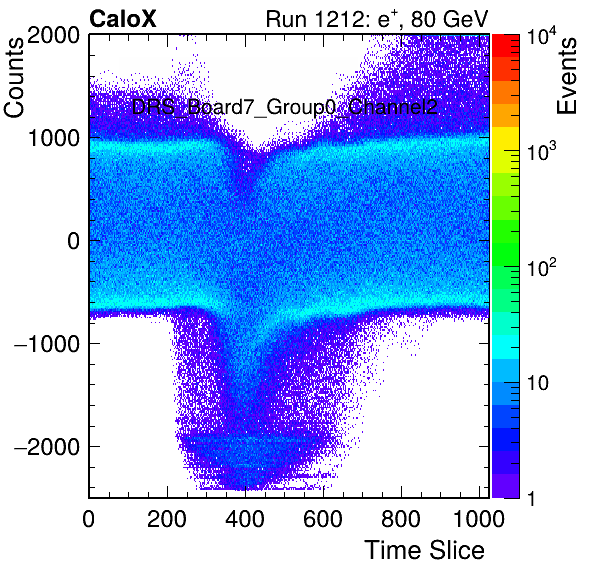 CaloX Run 1212: e+, 80 GeV
DRS_Board7_Group0_Channel2
Counts
2000
1000
0
−1000
−2000
0 200 400 600 800 1000
Time Slice
Events
10^4
10^3
10^2
10
1